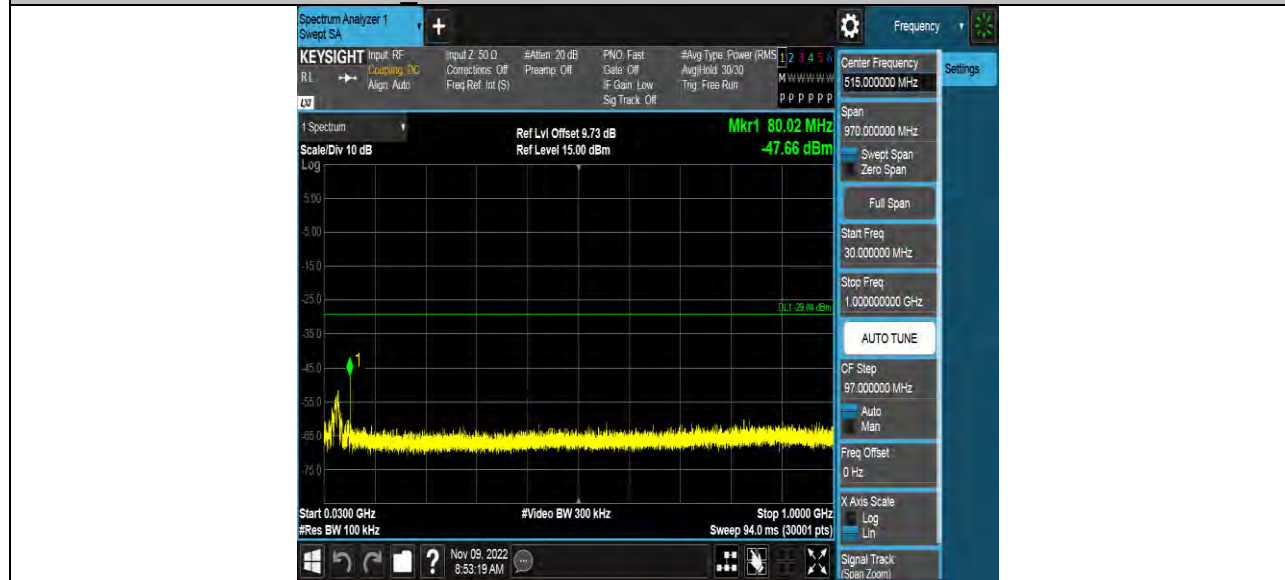 Spectrum Analyzer 1
Swept SA
+
Frequency
KEYSIGHT
RL
LXI
Input: RF
Coupling: DC
Align: Auto
Input Z: 50 Ω
Corrections: Off
Freq Ref: Int (S)
#Atten: 20 dB
Preamp: Off
PNO: Fast
Gate: Off
IF Gain: Low
Sig Track: Off
#Avg Type: Power (RMS
Avg|Hold: 30/30
Trig: Free Run
1 2 3 4 5 6
M W W W W W
P P P P P P
Settings
1 Spectrum
Scale/Div 10 dB
Log
Ref Lvl Offset 9.73 dB
Ref Level 15.00 dBm
Mkr1 80.02 MHz
-47.66 dBm
5.00
-5.00
-15.0
-25.0
DL1 -29.04 dBm
-35.0
1
-45.0
-55.0
-65.0
-75.0
Start 0.0300 GHz
#Res BW 100 kHz
#Video BW 300 kHz
Stop 1.0000 GHz
Sweep 94.0 ms (30001 pts)
Center Frequency
515.000000 MHz
Span
970.000000 MHz
Swept Span
Zero Span
Full Span
Start Freq
30.000000 MHz
Stop Freq
1.000000000 GHz
AUTO TUNE
CF Step
97.000000 MHz
Auto
Man
Freq Offset
0 Hz
X Axis Scale
Log
Lin
Signal Track
(Span Zoom)
?
Nov 09, 2022
8:53:19 AM